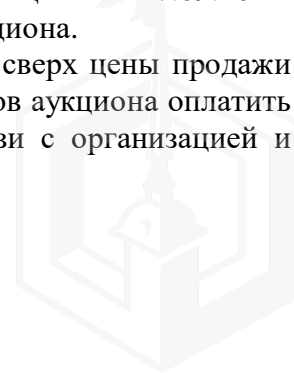 циона.
сверх цены продажи
ов аукциона оплатить
зи с организацией и